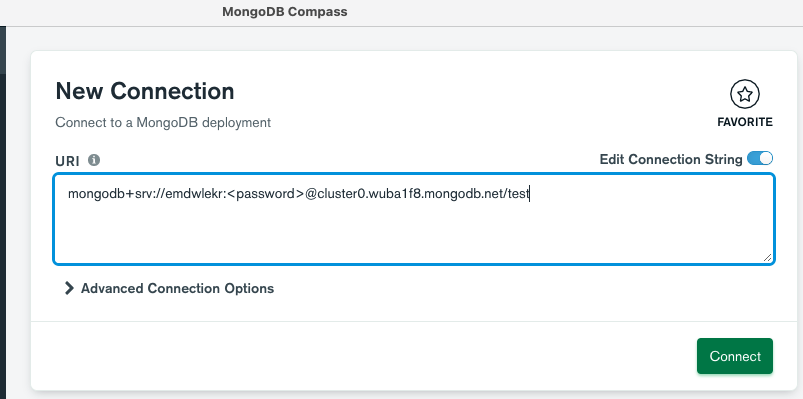 MongoDB Compass
New Connection
Connect to a MongoDB deployment
FAVORITE
URI
Edit Connection String
mongodb+srv://emdwlekr:<password>@cluster0.wuba1f8.mongodb.net/test
Advanced Connection Options
Connect